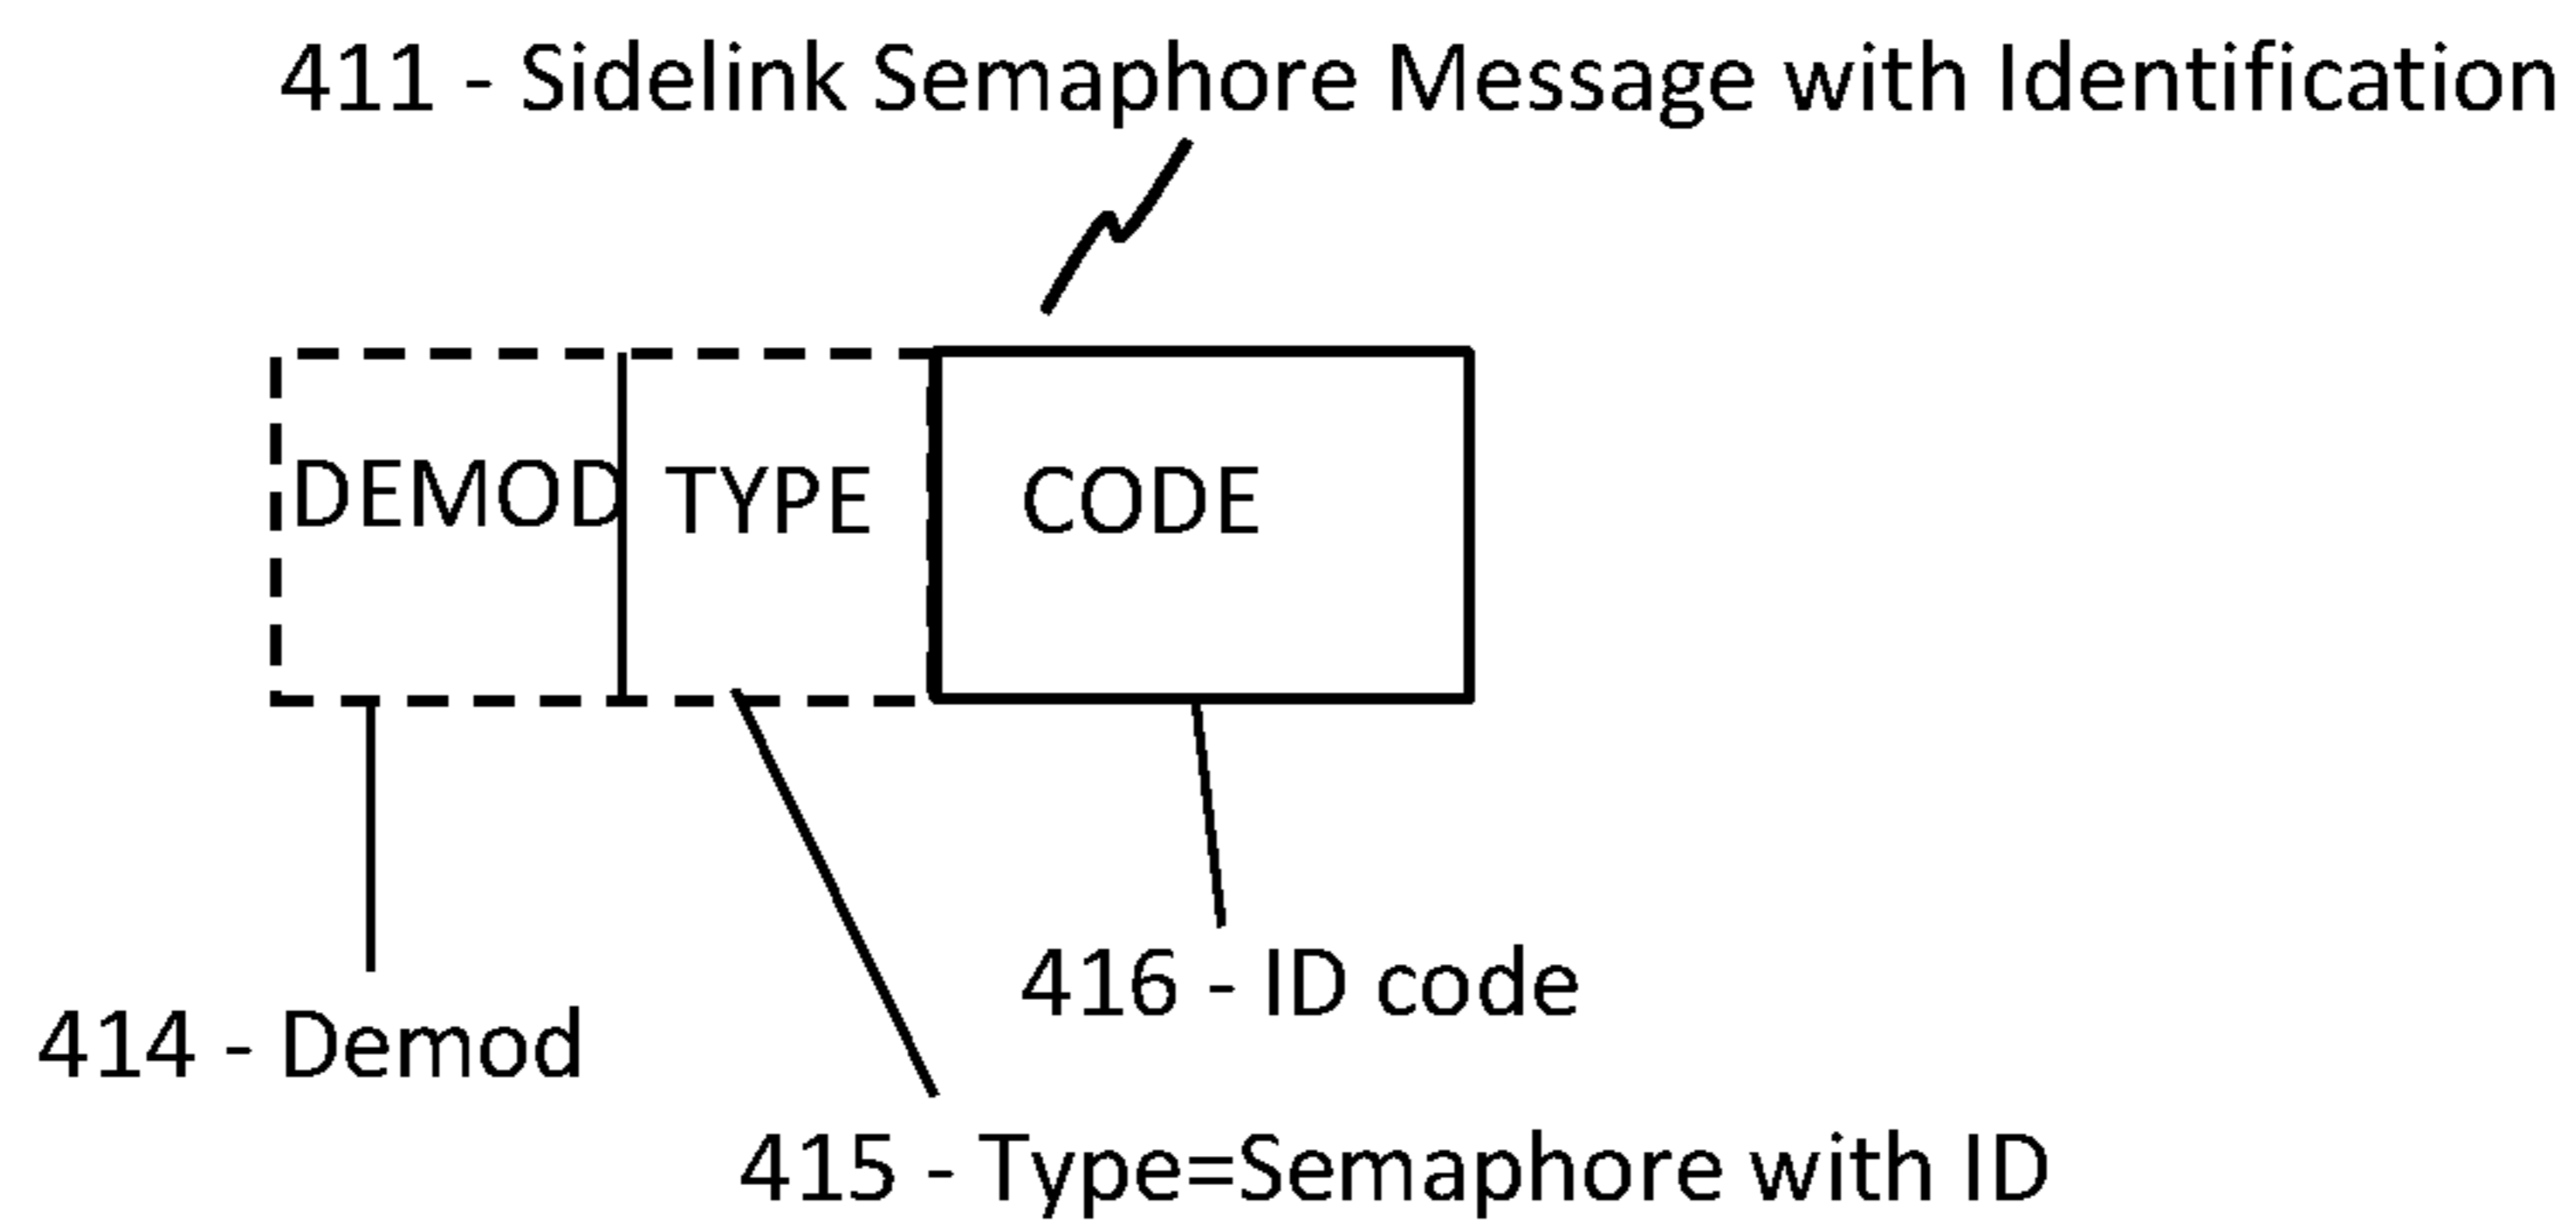 411 - Sidelink Semaphore Message with Identification
DEMOD TYPE CODE
416 - ID code
414 - Demod
415 - Type=Semaphore with ID